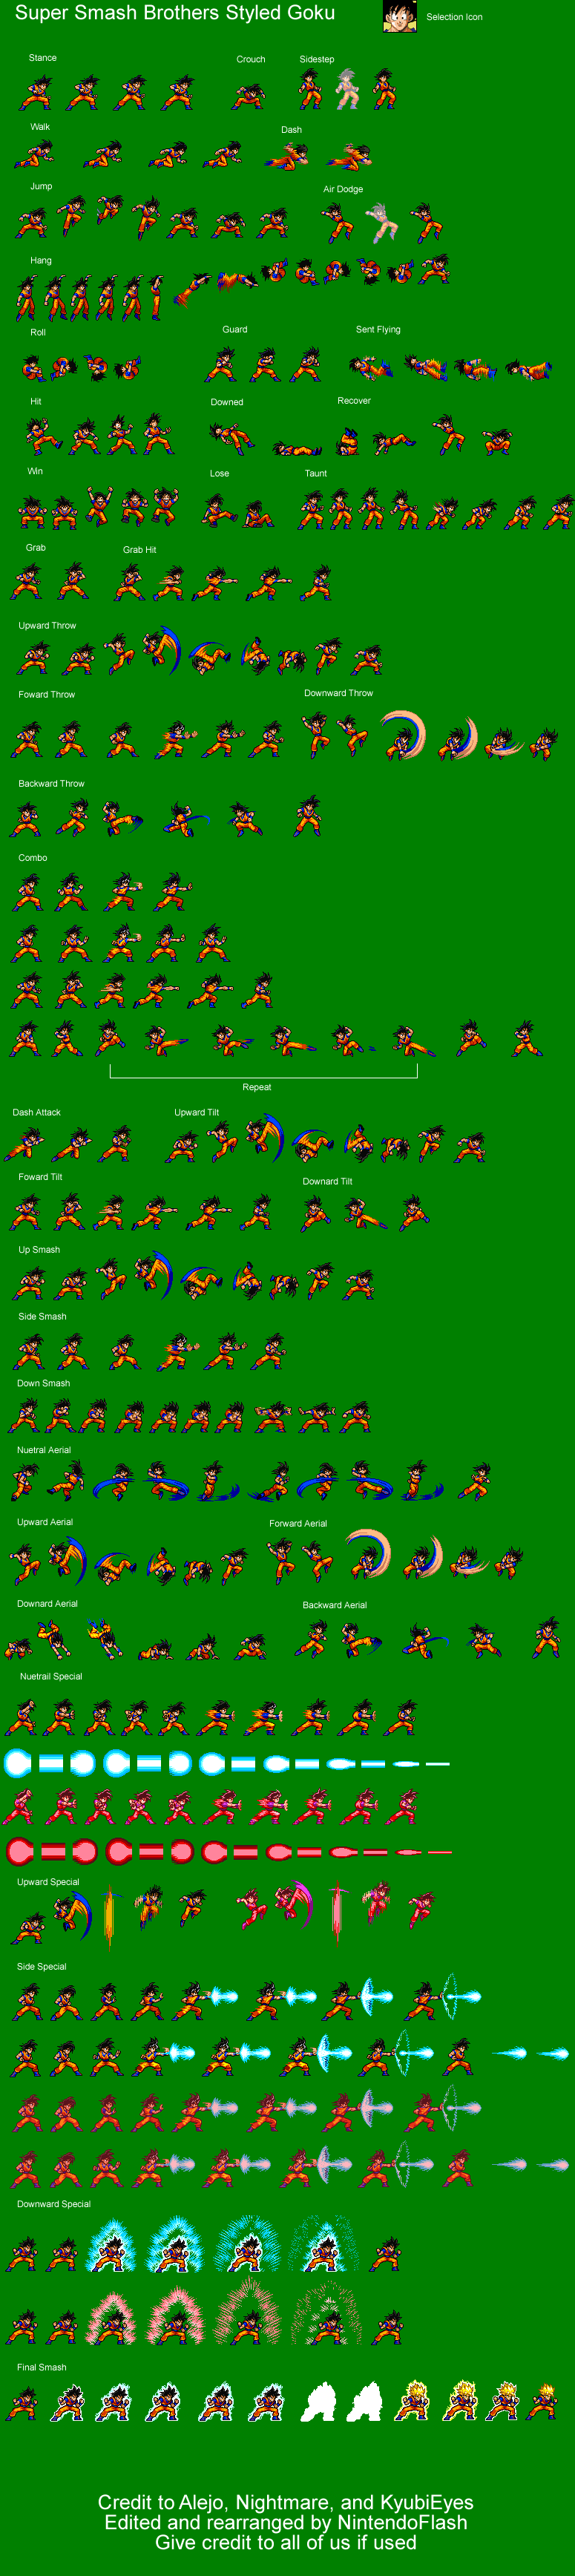 Super Smash Brothers Styled Goku
Selection Icon
Stance
Crouch
Sidestep
Walk
Dash
Jump
Air Dodge
Hang
Roll
Guard
Sent Flying
Hit
Downed
Recover
Win
Lose
Taunt
Grab
Grab Hit
Upward Throw
Foward Throw
Downward Throw
Backward Throw
Combo
Repeat
Dash Attack
Upward Tilt
Foward Tilt
Downard Tilt
Up Smash
Side Smash
Down Smash
Nuetral Aerial
Upward Aerial
Forward Aerial
Downard Aerial
Backward Aerial
Nuetrail Special
Upward Special
Side Special
Downward Special
Final Smash
Credit to Alejo, Nightmare, and KyubiEyes
Edited and rearranged by NintendoFlash
Give credit to all of us if used